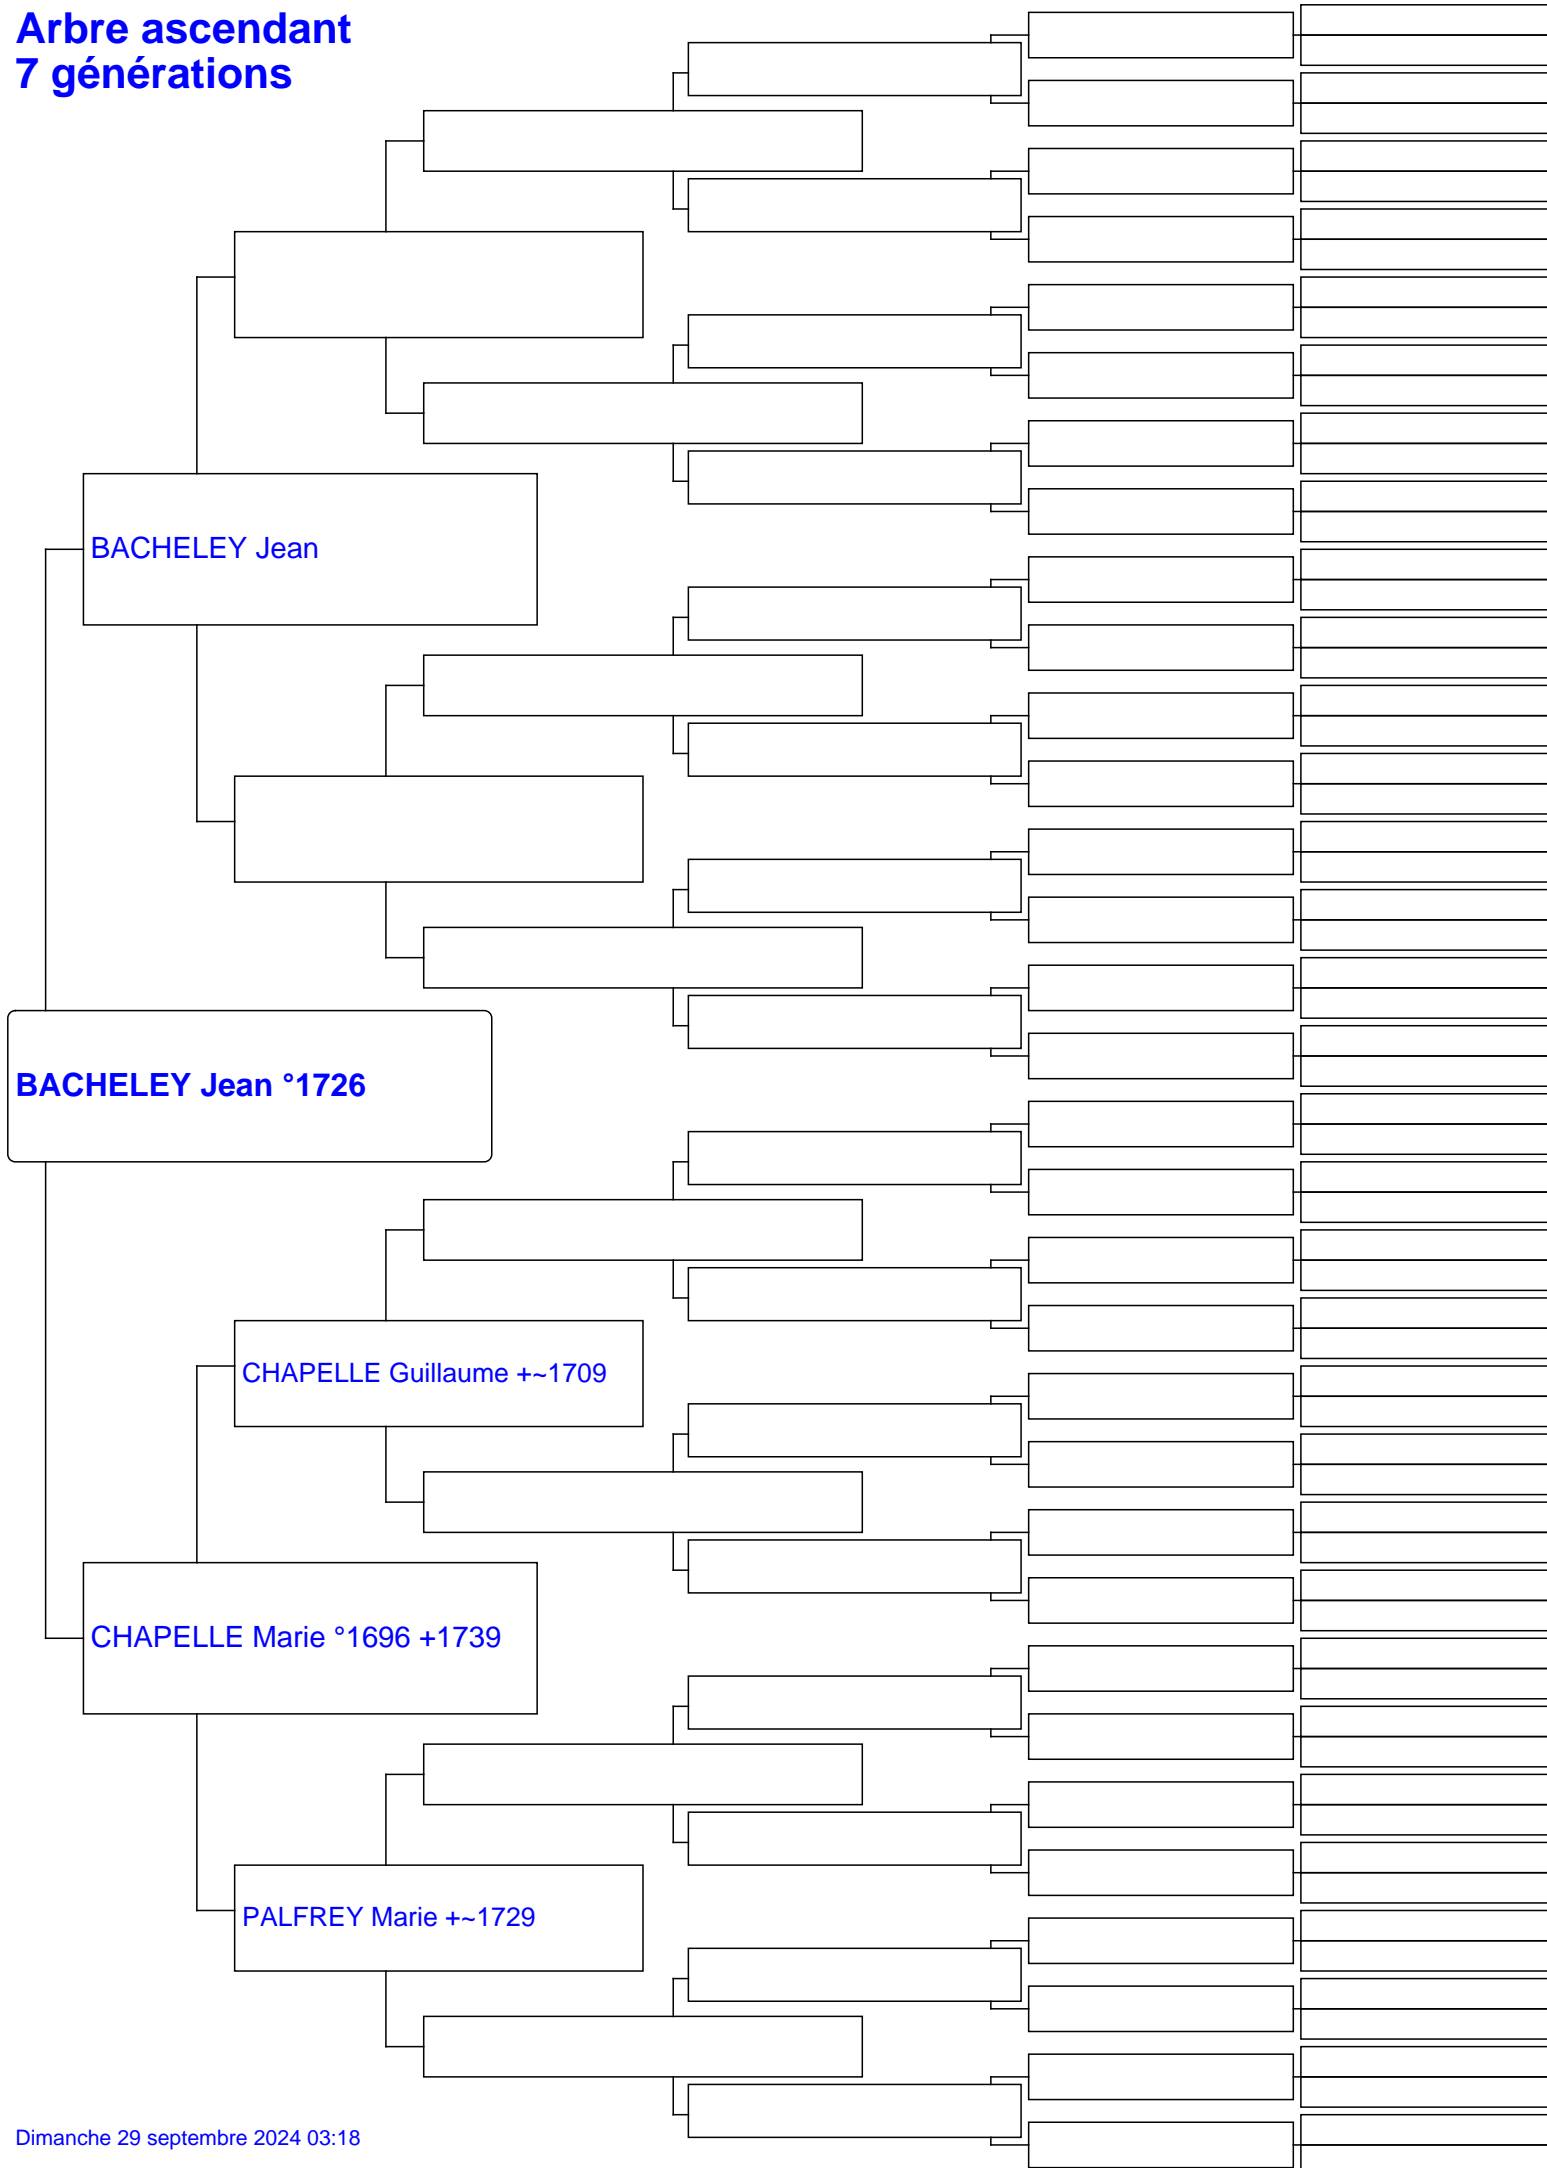 Arbre ascendant
7 générations
BACHELEY Jean
BACHELEY Jean °1726
CHAPELLE Guillaume +~1709
CHAPELLE Marie °1696 +1739
PALFREY Marie +~1729
Dimanche 29 septembre 2024 03:18